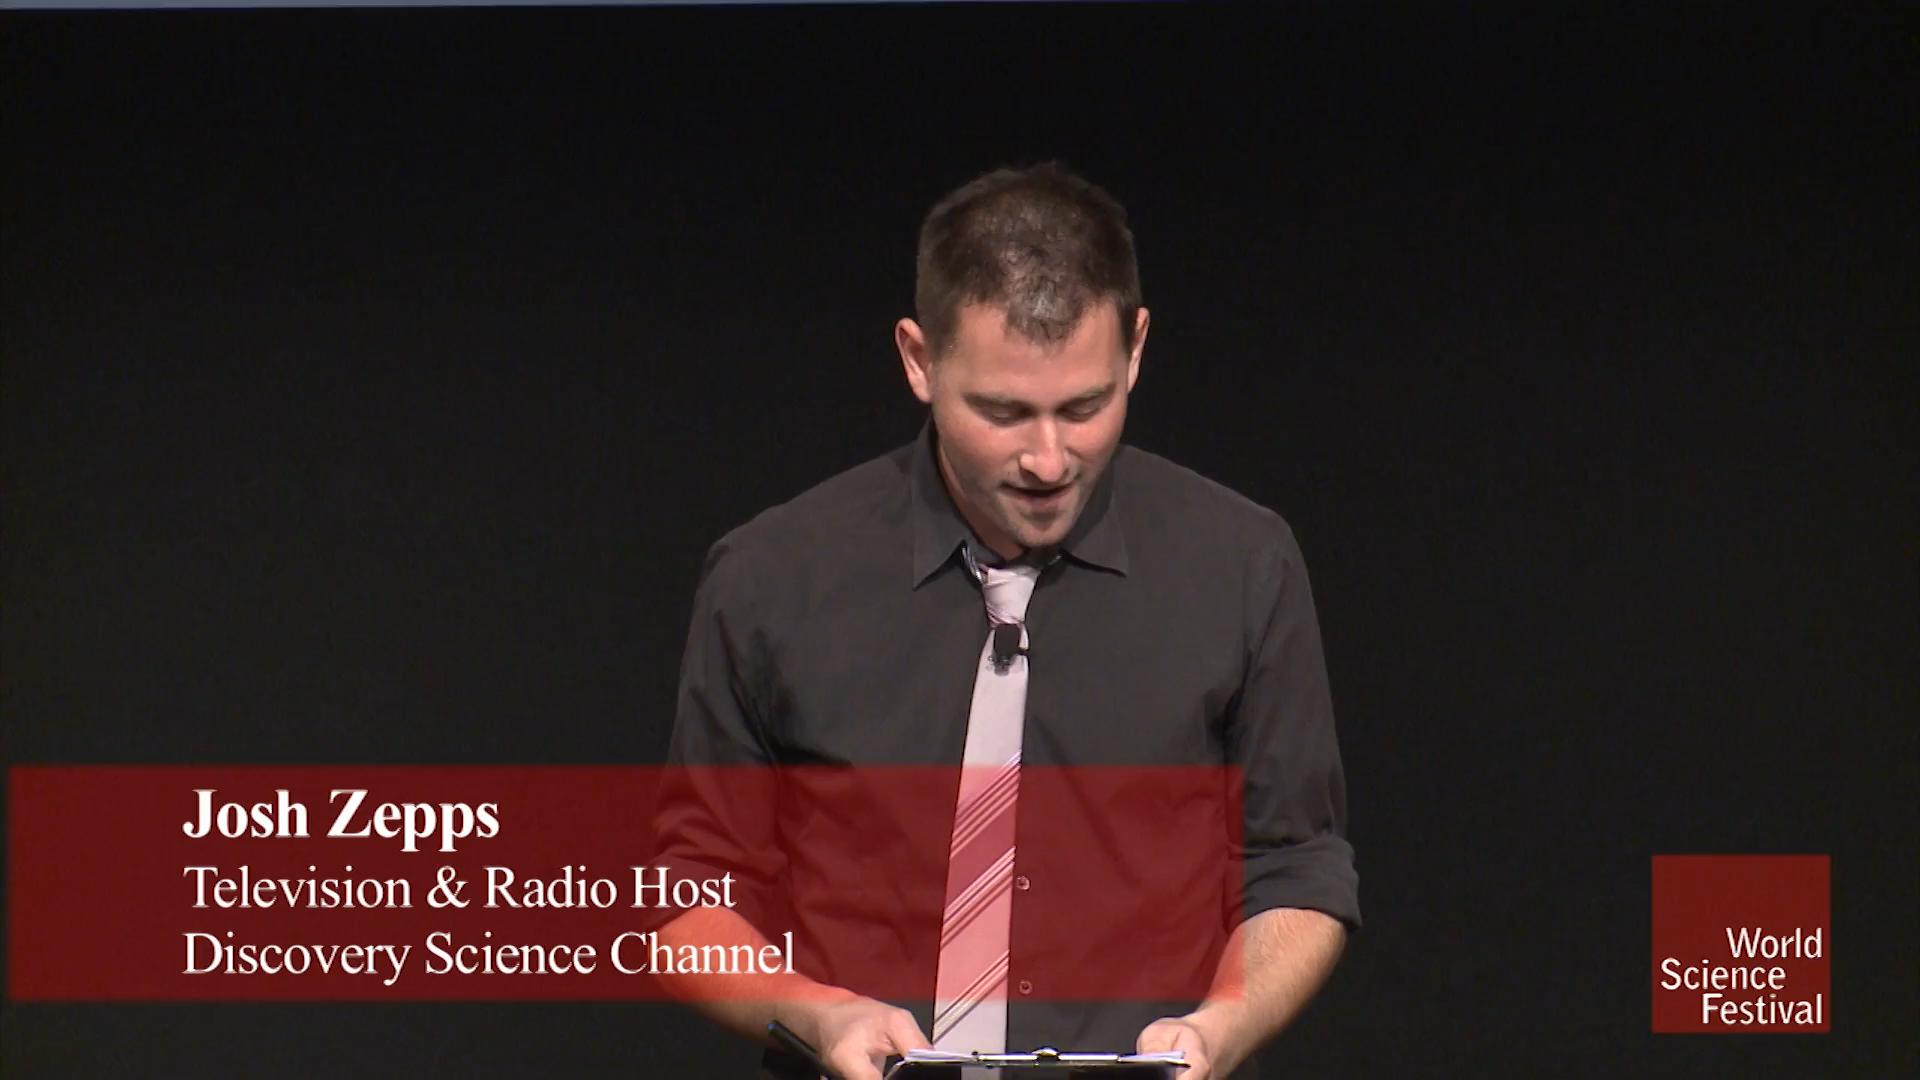 Josh Zepps
Television & Radio Host
Discovery Science Channel
World
Science
Festival